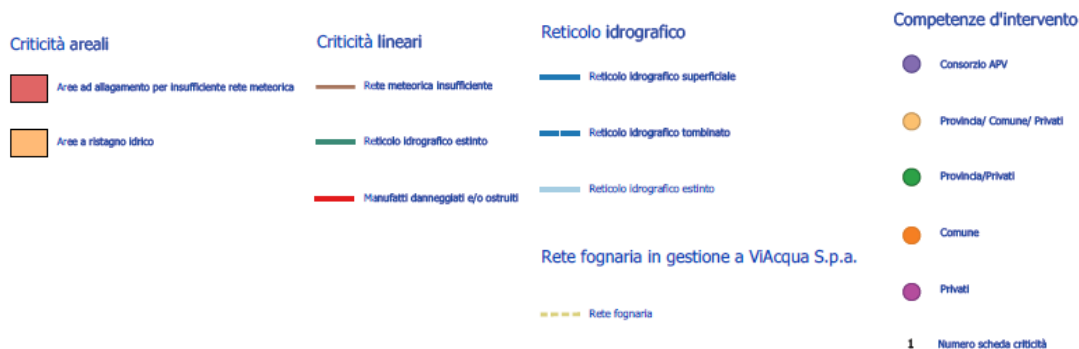 Criticità areali
Aree ad allagamento per insufficiente rete meteorica
Aree a ristagno idrico
Criticità lineari
Rete meteorica insufficiente
Reticolo idrografico estinto
Manufatti danneggiati e/o ostruiti
Reticolo idrografico
Reticolo idrografico superficiale
Reticolo idrografico tombinato
Reticolo idrografico estinto
Rete fognaria in gestione a ViAcqua S.p.a.
Rete fognaria
Competenze d'intervento
Consorzio APV
Provincia/ Comune/ Privati
Provincia/Privati
Comune
Privati
1 Numero scheda criticità